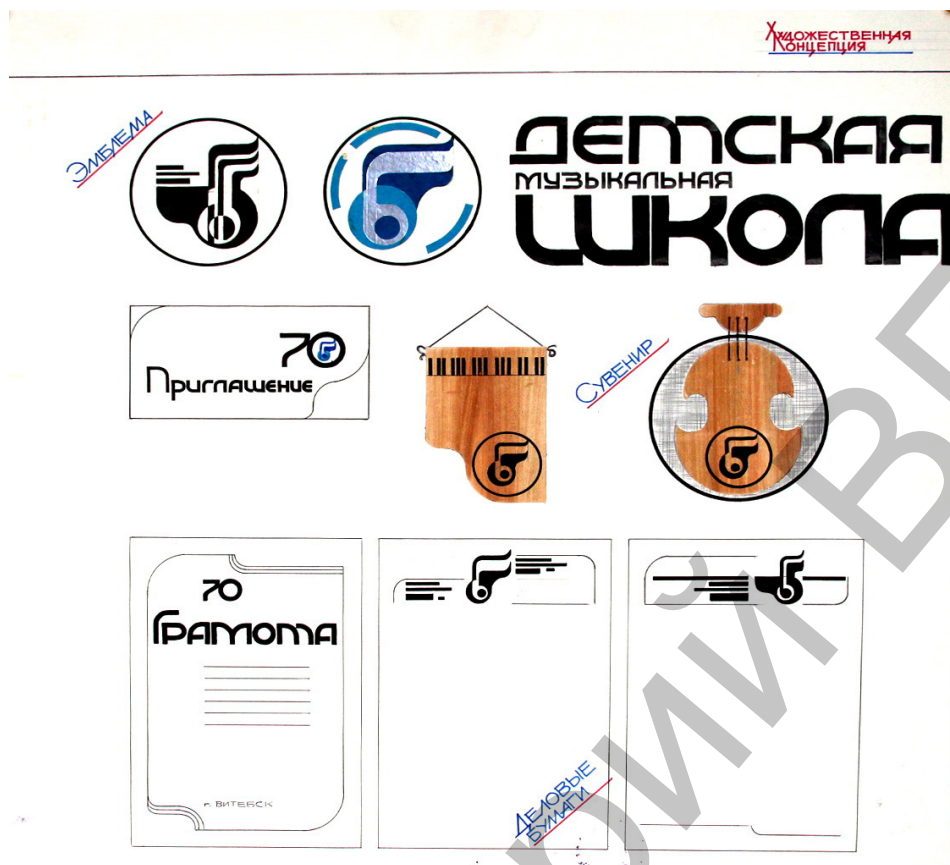 Художественная
Концепция
Эмблема
Детская
музыкальная
школа
70
Приглашение
Сувенир
70
Грамота
г. Витебск
Деловые
бумаги